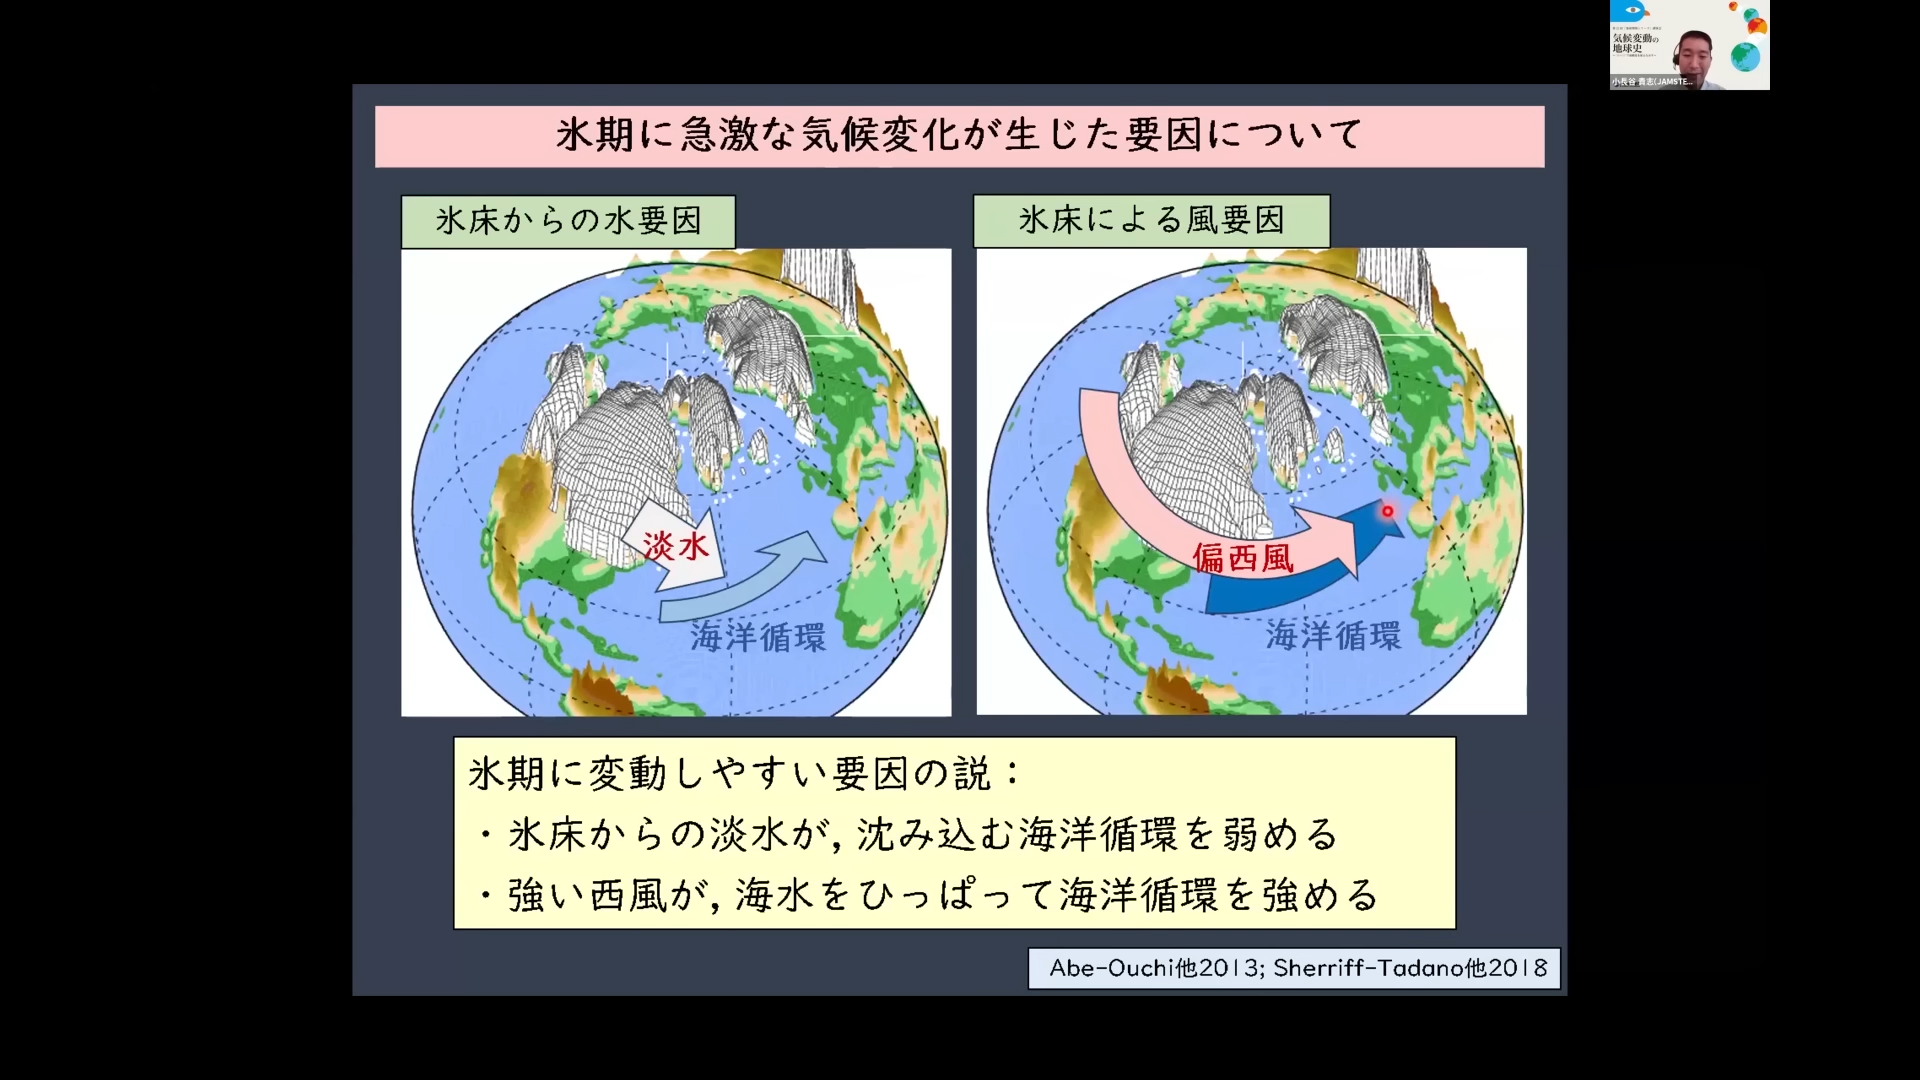 氷期に急激な気候変化が生じた要因について
氷床からの水要因
氷床による風要因
淡水
海洋循環
偏西風
海洋循環
氷期に変動しやすい要因の説：
・氷床からの淡水が, 沈み込む海洋循環を弱める
・強い西風が, 海水をひっぱって海洋循環を強める
Abe-Ouchi他2013; Sherriff-Tadano他2018
気候変動の
地球史
小長谷 貴志(JAMSTE...